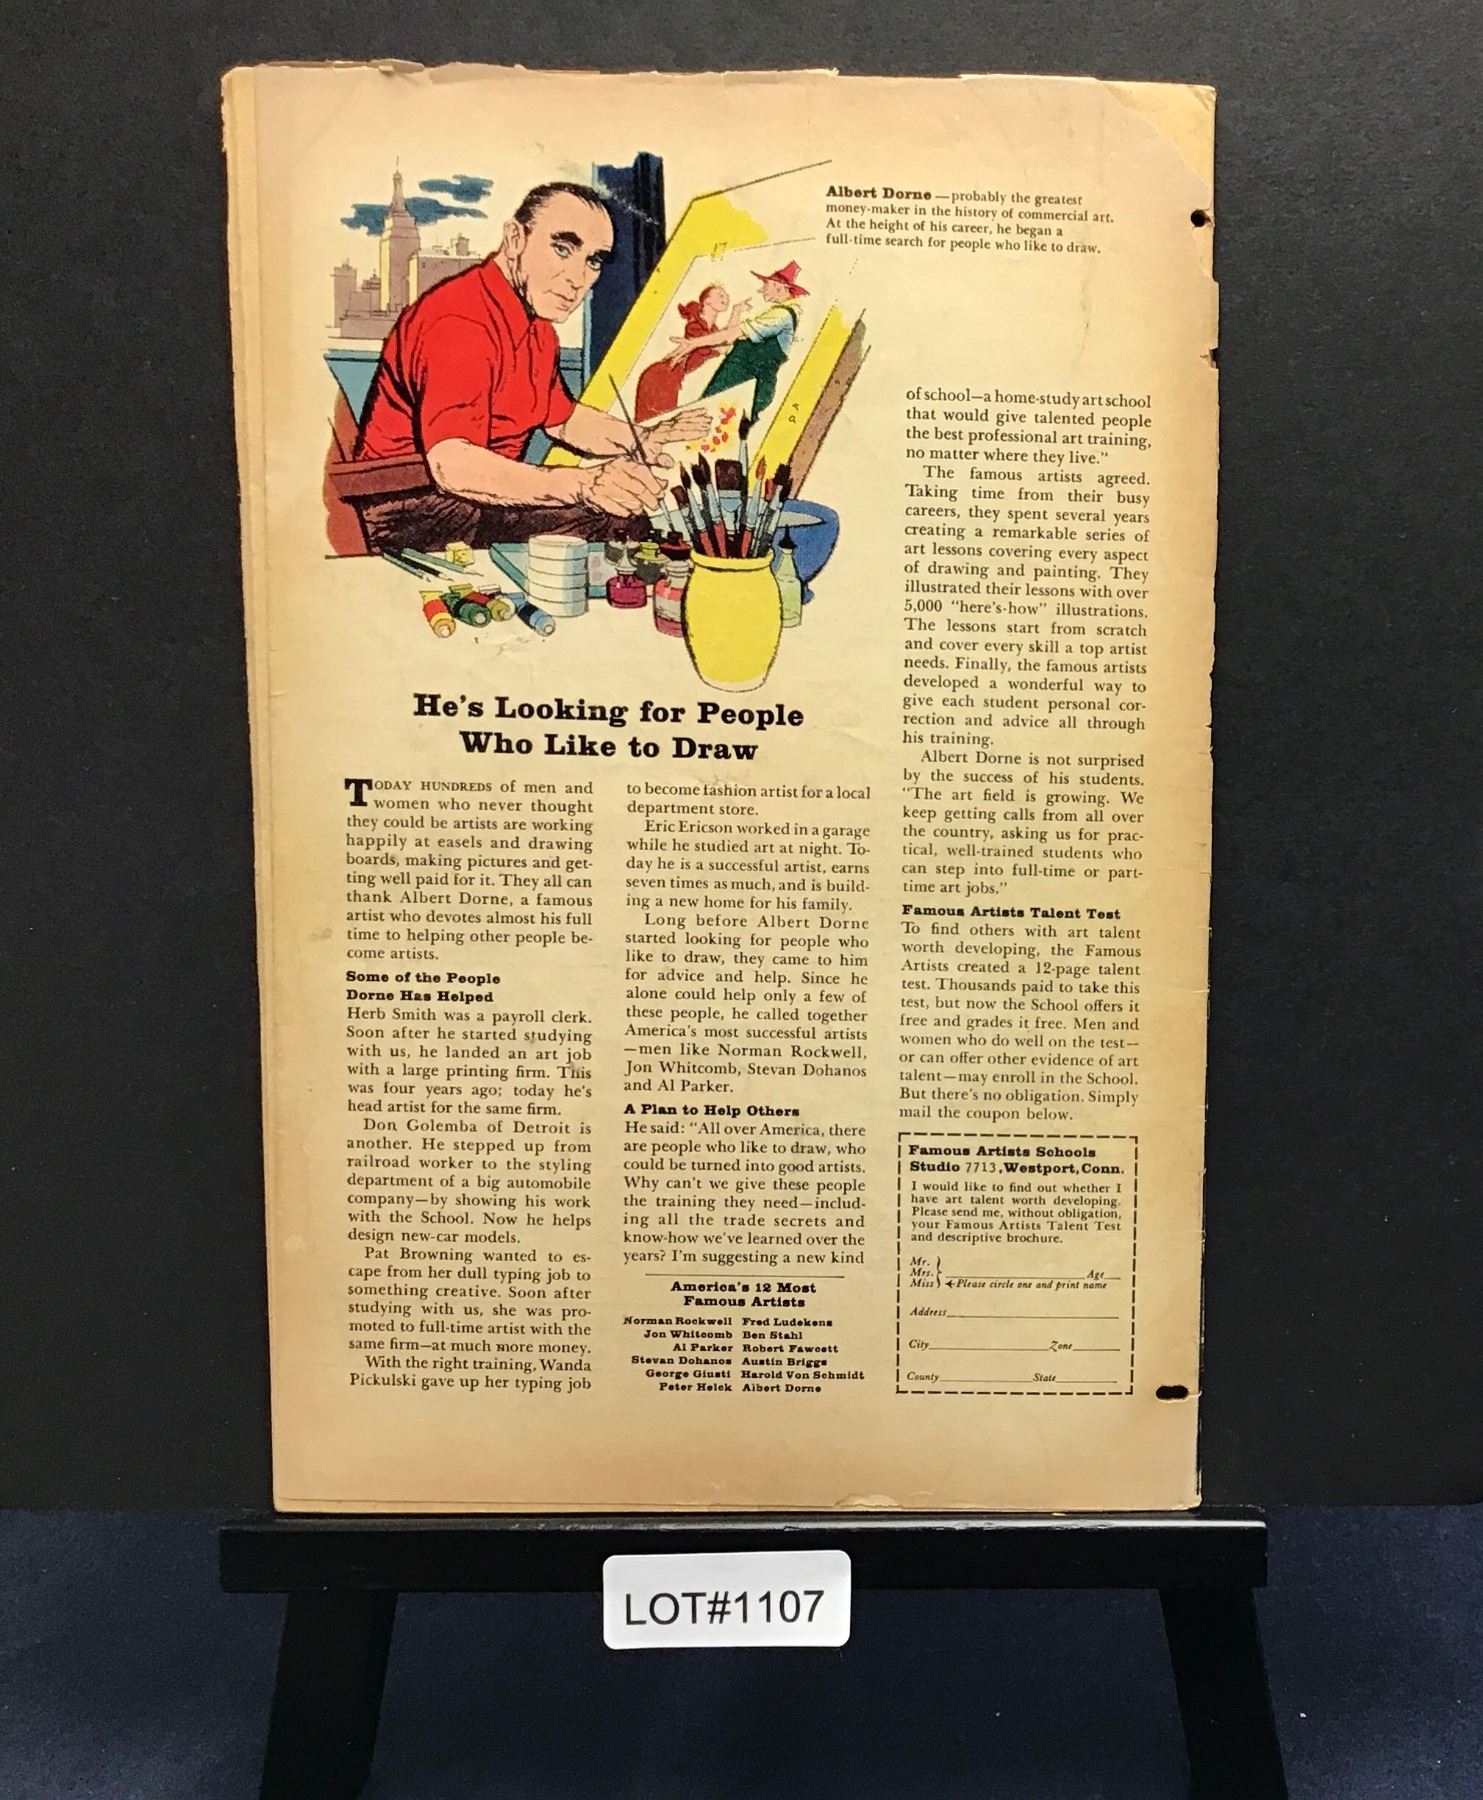 Albert Dorne — probably the greatest
money-maker in the history of commercial art.
At the height of his career, he began a
full-time search for people who like to draw.
He's Looking for People
Who Like to Draw
TODAY HUNDREDS of men and
women who never thought
they could be artists are working
happily at easels and drawing
boards, making pictures and get-
ting well paid for it. They all can
thank Albert Dorne, a famous
artist who devotes almost his full
time to helping other people be-
come artists.
Some of the People
Dorne Has Helped
Herb Smith was a payroll clerk.
Soon after he started studying
with us, he landed an art job
with a large printing firm. This
was four years ago; today he's
head artist for the same firm.
Don Golemba of Detroit is
another. He stepped up from
railroad worker to the styling
department of a big automobile
company—by showing his work
with the School. Now he helps
design new-car models.
Pat Browning wanted to es-
cape from her dull typing job to
something creative. Soon after
studying with us, she was pro-
moted to full-time artist with the
same firm—at much more money.
With the right training, Wanda
Pickulski gave up her typing job
to become fashion artist for a local
department store.
Eric Ericson worked in a garage
while he studied art at night. To-
day he is a successful artist, earns
seven times as much, and is build-
ing a new home for his family.
Long before Albert Dorne
started looking for people who
like to draw, they came to him
for advice and help. Since he
alone could help only a few of
these people, he called together
America's most successful artists
—men like Norman Rockwell,
Jon Whitcomb, Stevan Dohanos
and Al Parker.
A Plan to Help Others
He said: "All over America, there
are people who like to draw, who
could be turned into good artists.
Why can't we give these people
the training they need—includ-
ing all the trade secrets and
know-how we've learned over the
years? I'm suggesting a new kind
America's 12 Most
Famous Artists
Norman Rockwell Fred Ludekens
Jon Whitcomb Ben Stahl
Al Parker Robert Fawcett
Stevan Dohanos Austin Briggs
George Giusti Harold Von Schmidt
Peter Helck Albert Dorne
of school—a home-study art school
that would give talented people
the best professional art training,
no matter where they live."
The famous artists agreed.
Taking time from their busy
careers, they spent several years
creating a remarkable series of
art lessons covering every aspect
of drawing and painting. They
illustrated their lessons with over
5,000 "here's-how" illustrations.
The lessons start from scratch
and cover every skill a top artist
needs. Finally, the famous artists
developed a wonderful way to
give each student personal cor-
rection and advice all through
his training.
Albert Dorne is not surprised
by the success of his students.
"The art field is growing. We
keep getting calls from all over
the country, asking us for prac-
tical, well-trained students who
can step into full-time or part-
time art jobs."
Famous Artists Talent Test
To find others with art talent
worth developing, the Famous
Artists created a 12-page talent
test. Thousands paid to take this
test, but now the School offers it
free and grades it free. Men and
women who do well on the test—
or can offer other evidence of art
talent—may enroll in the School.
But there's no obligation. Simply
mail the coupon below.
Famous Artists Schools
Studio 7713, Westport, Conn.
I would like to find out whether I
have art talent worth developing.
Please send me, without obligation,
your Famous Artists Talent Test
and descriptive brochure.
Mr.
Mrs. Age
Miss ←Please circle one and print name
Address
City Zone
County State
LOT#1107